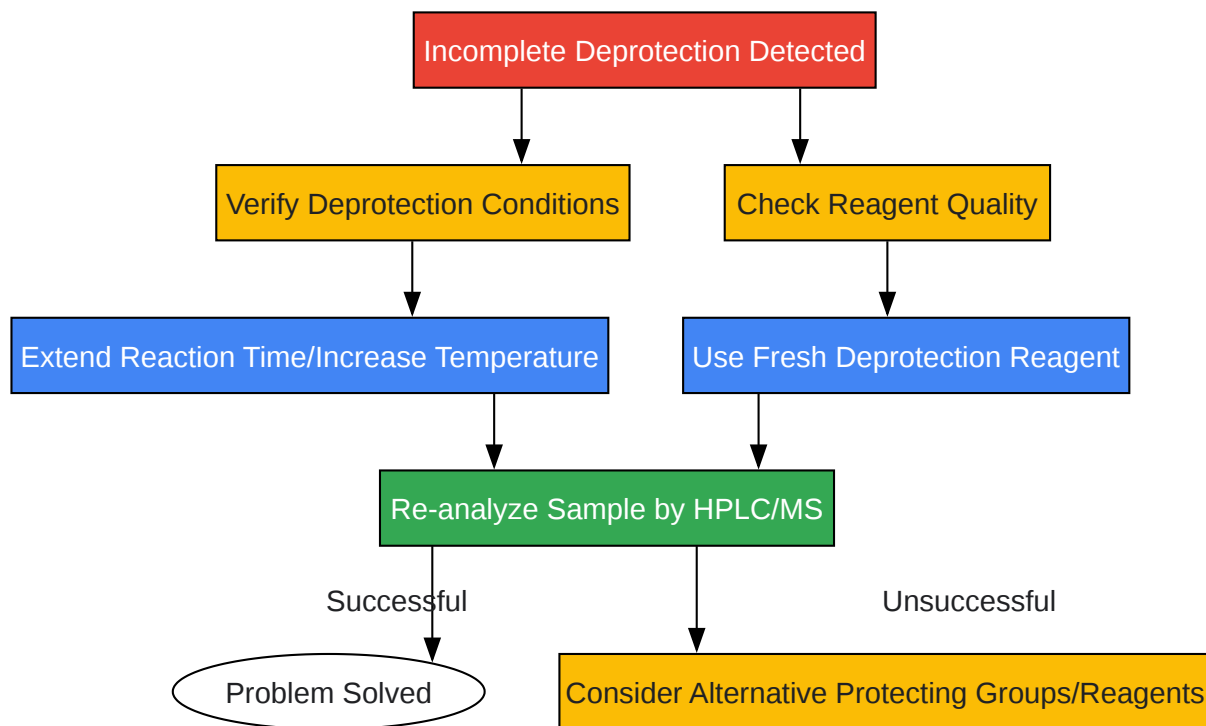 Incomplete Deprotection Detected
Verify Deprotection Conditions
Check Reagent Quality
Extend Reaction Time/Increase Temperature
Use Fresh Deprotection Reagent
Re-analyze Sample by HPLC/MS
Successful
Unsuccessful
Problem Solved
Consider Alternative Protecting Groups/Reagents